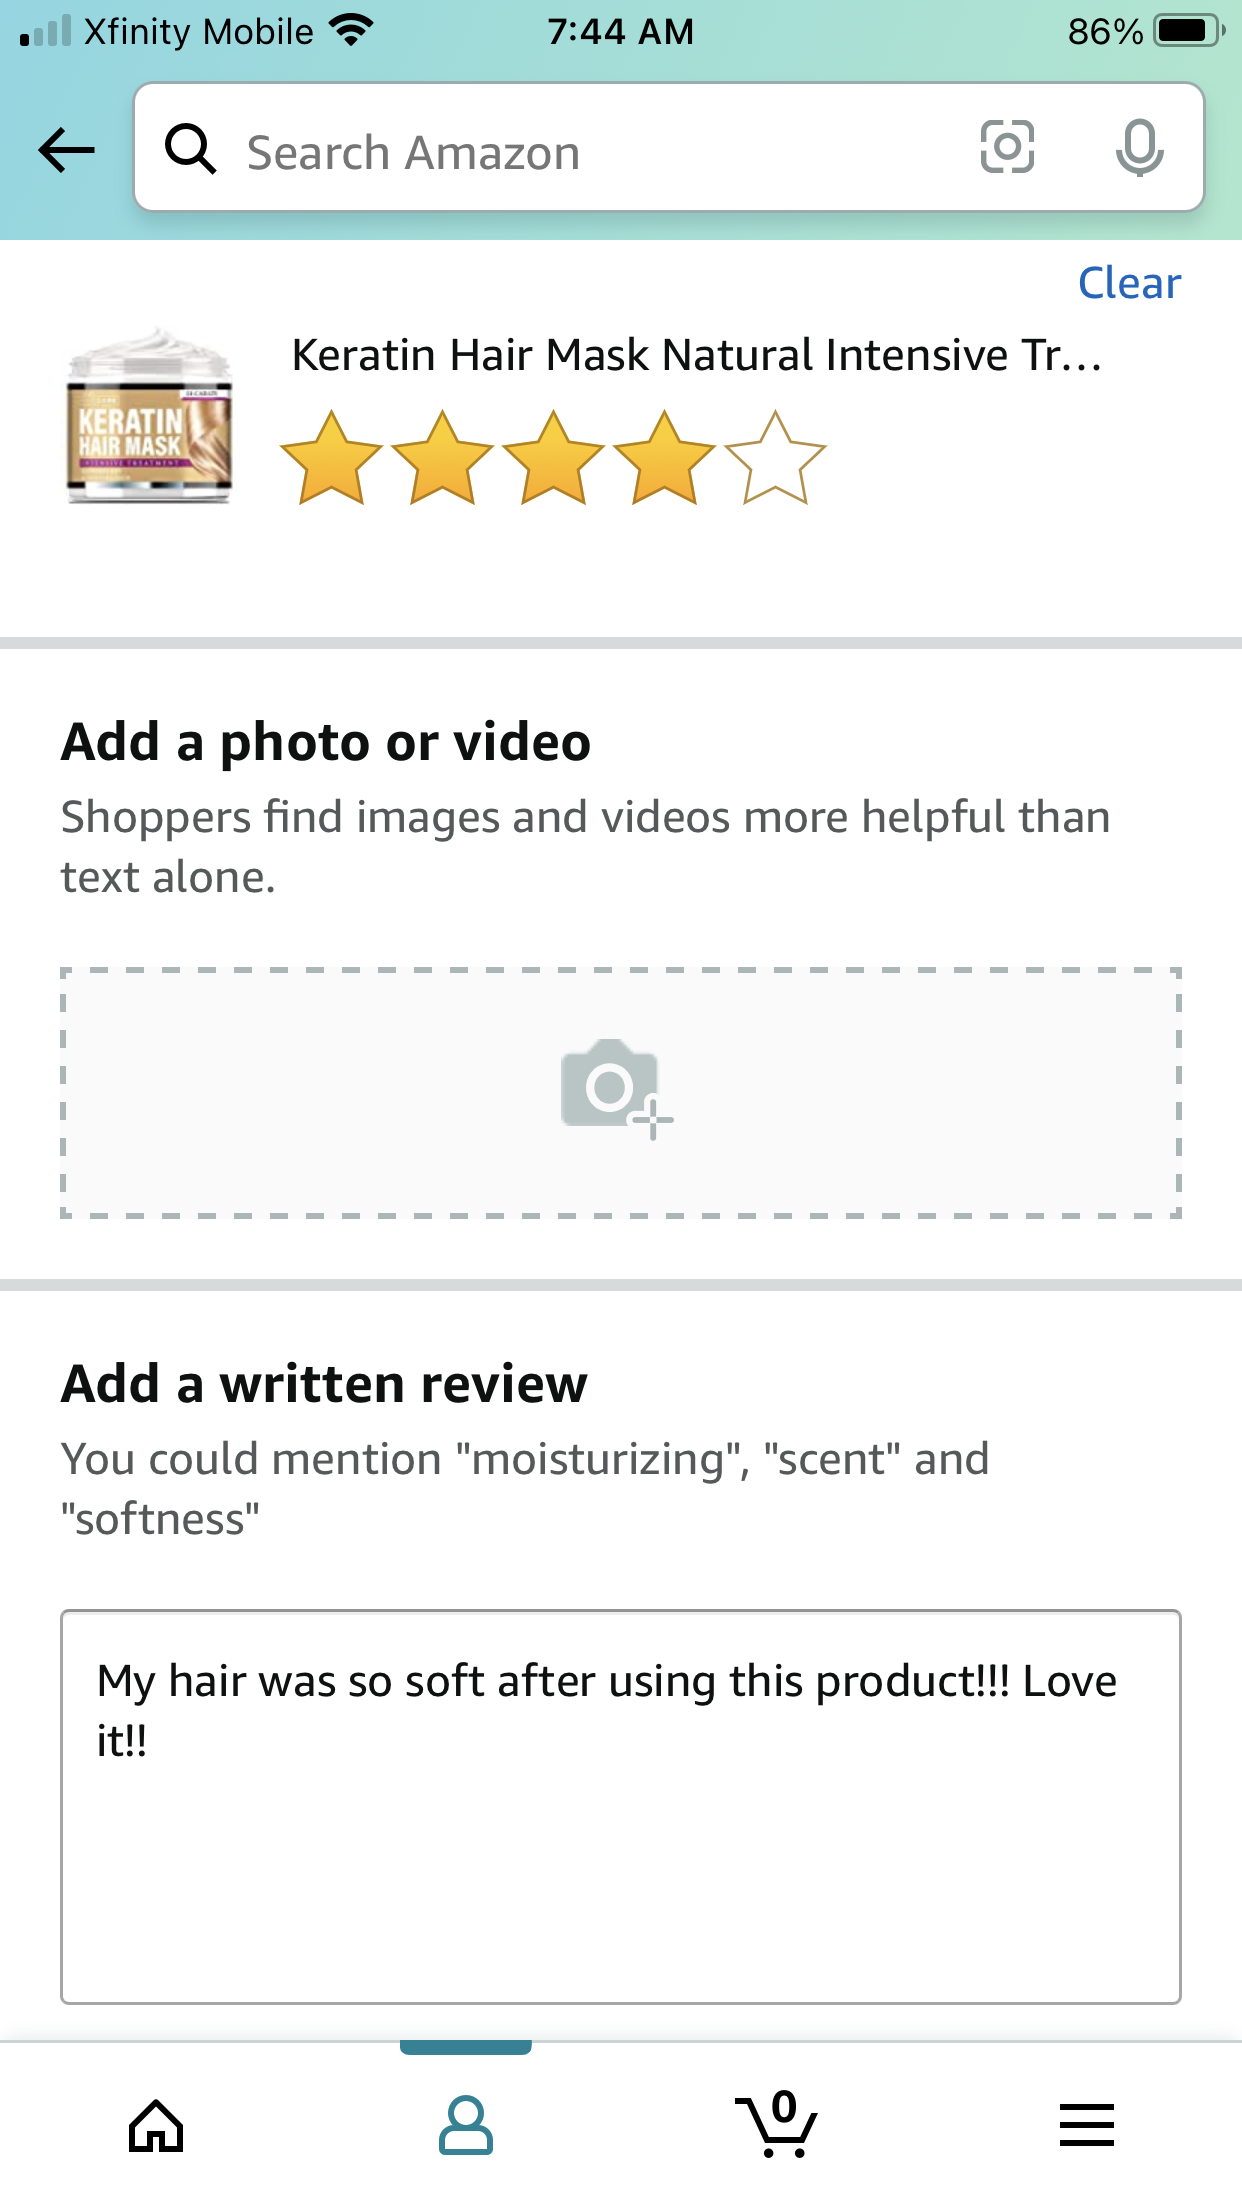 Xfinity Mobile 7:44 AM 86%
Search Amazon
Clear
Keratin Hair Mask Natural Intensive Tr...
KERATIN
HAIR MASK
INTENSIVE TREATMENT
Add a photo or video
Shoppers find images and videos more helpful than
text alone.
Add a written review
You could mention "moisturizing", "scent" and
"softness"
My hair was so soft after using this product!!! Love
it!!
0